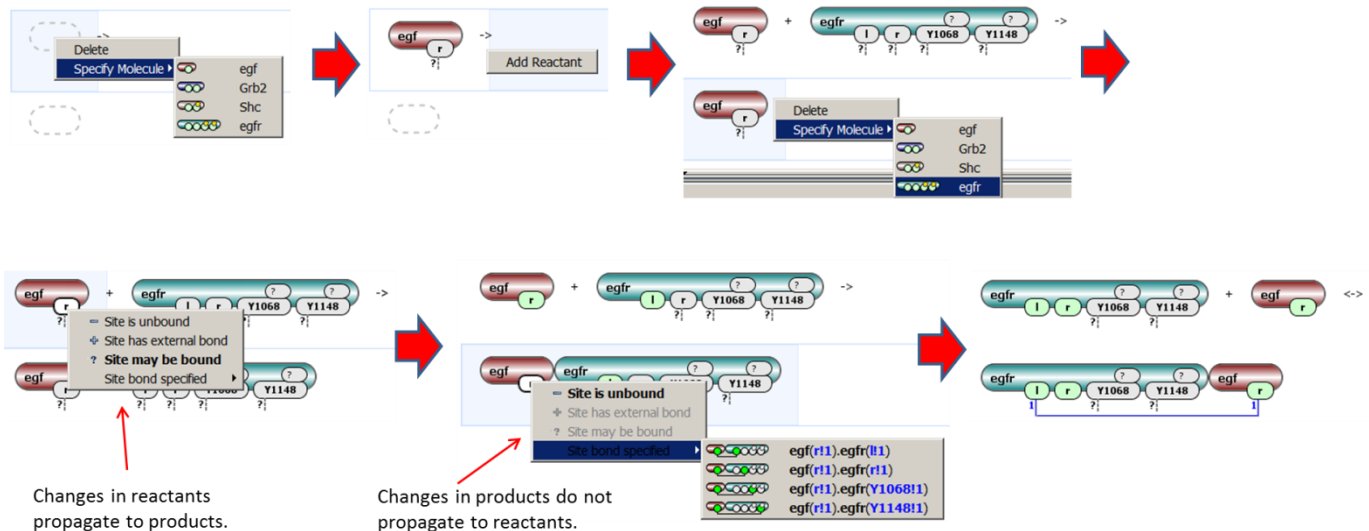 ->
Delete
Specify Molecule
egf
Grb2
Shc
egfr
egf r ?
->
Add Reactant
egf r ? + egfr l r Y1068 Y1148 ->
? ? ? ? ? ?
egf r ?
Delete
Specify Molecule
egf
Grb2
Shc
egfr
egf r ? + egfr l r Y1068 Y1148 ->
? ? ? ?
Site is unbound
Site has external bond
? Site may be bound
Site bond specified
egf r ? Y1148 ?
? ? ? ?
Changes in reactants
propagate to products.
egf r + egfr l r Y1068 Y1148 ->
? ? ? ? ?
egf egfr Y1148
? ?
Site is unbound
Site has external bond
? Site may be bound
Site bond specified
egf(r!1).egfr(l!1)
egf(r!1).egfr(r!1)
egf(r!1).egfr(Y1068!1)
egf(r!1).egfr(Y1148!1)
Changes in products do not
propagate to reactants.
egfr l r Y1068 Y1148 + egf r <->
? ? ? ?
egfr l r Y1068 Y1148 egf r
? ? ? ?
1 1